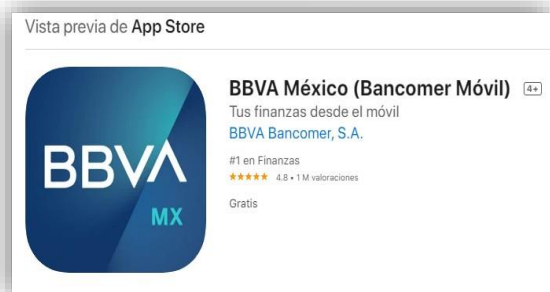 Vista previa de App Store
BBVA
MX
BBVA México (Bancomer Móvil) 4+
Tus finanzas desde el móvil
BBVA Bancomer, S.A.
#1 en Finanzas
★★★★★ 4.8 • 1 M valoraciones
Gratis